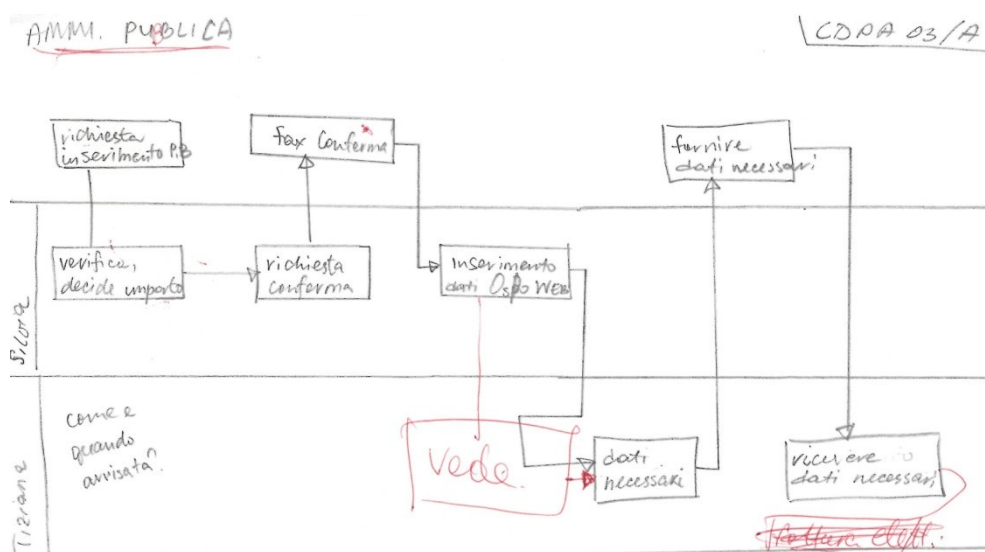 AMM. PUBBLICA
CDPA 03/A
richiesta
inserimento P.B
fax Conferma
fornire
dati necessari
verifica,
decide importo
richiesta
conferma
inserimento
dati Ospo WEB
Silora
come e
quando
avvisata?
vede.
dati
necessari
ricevere
dati necessari
Tiziana